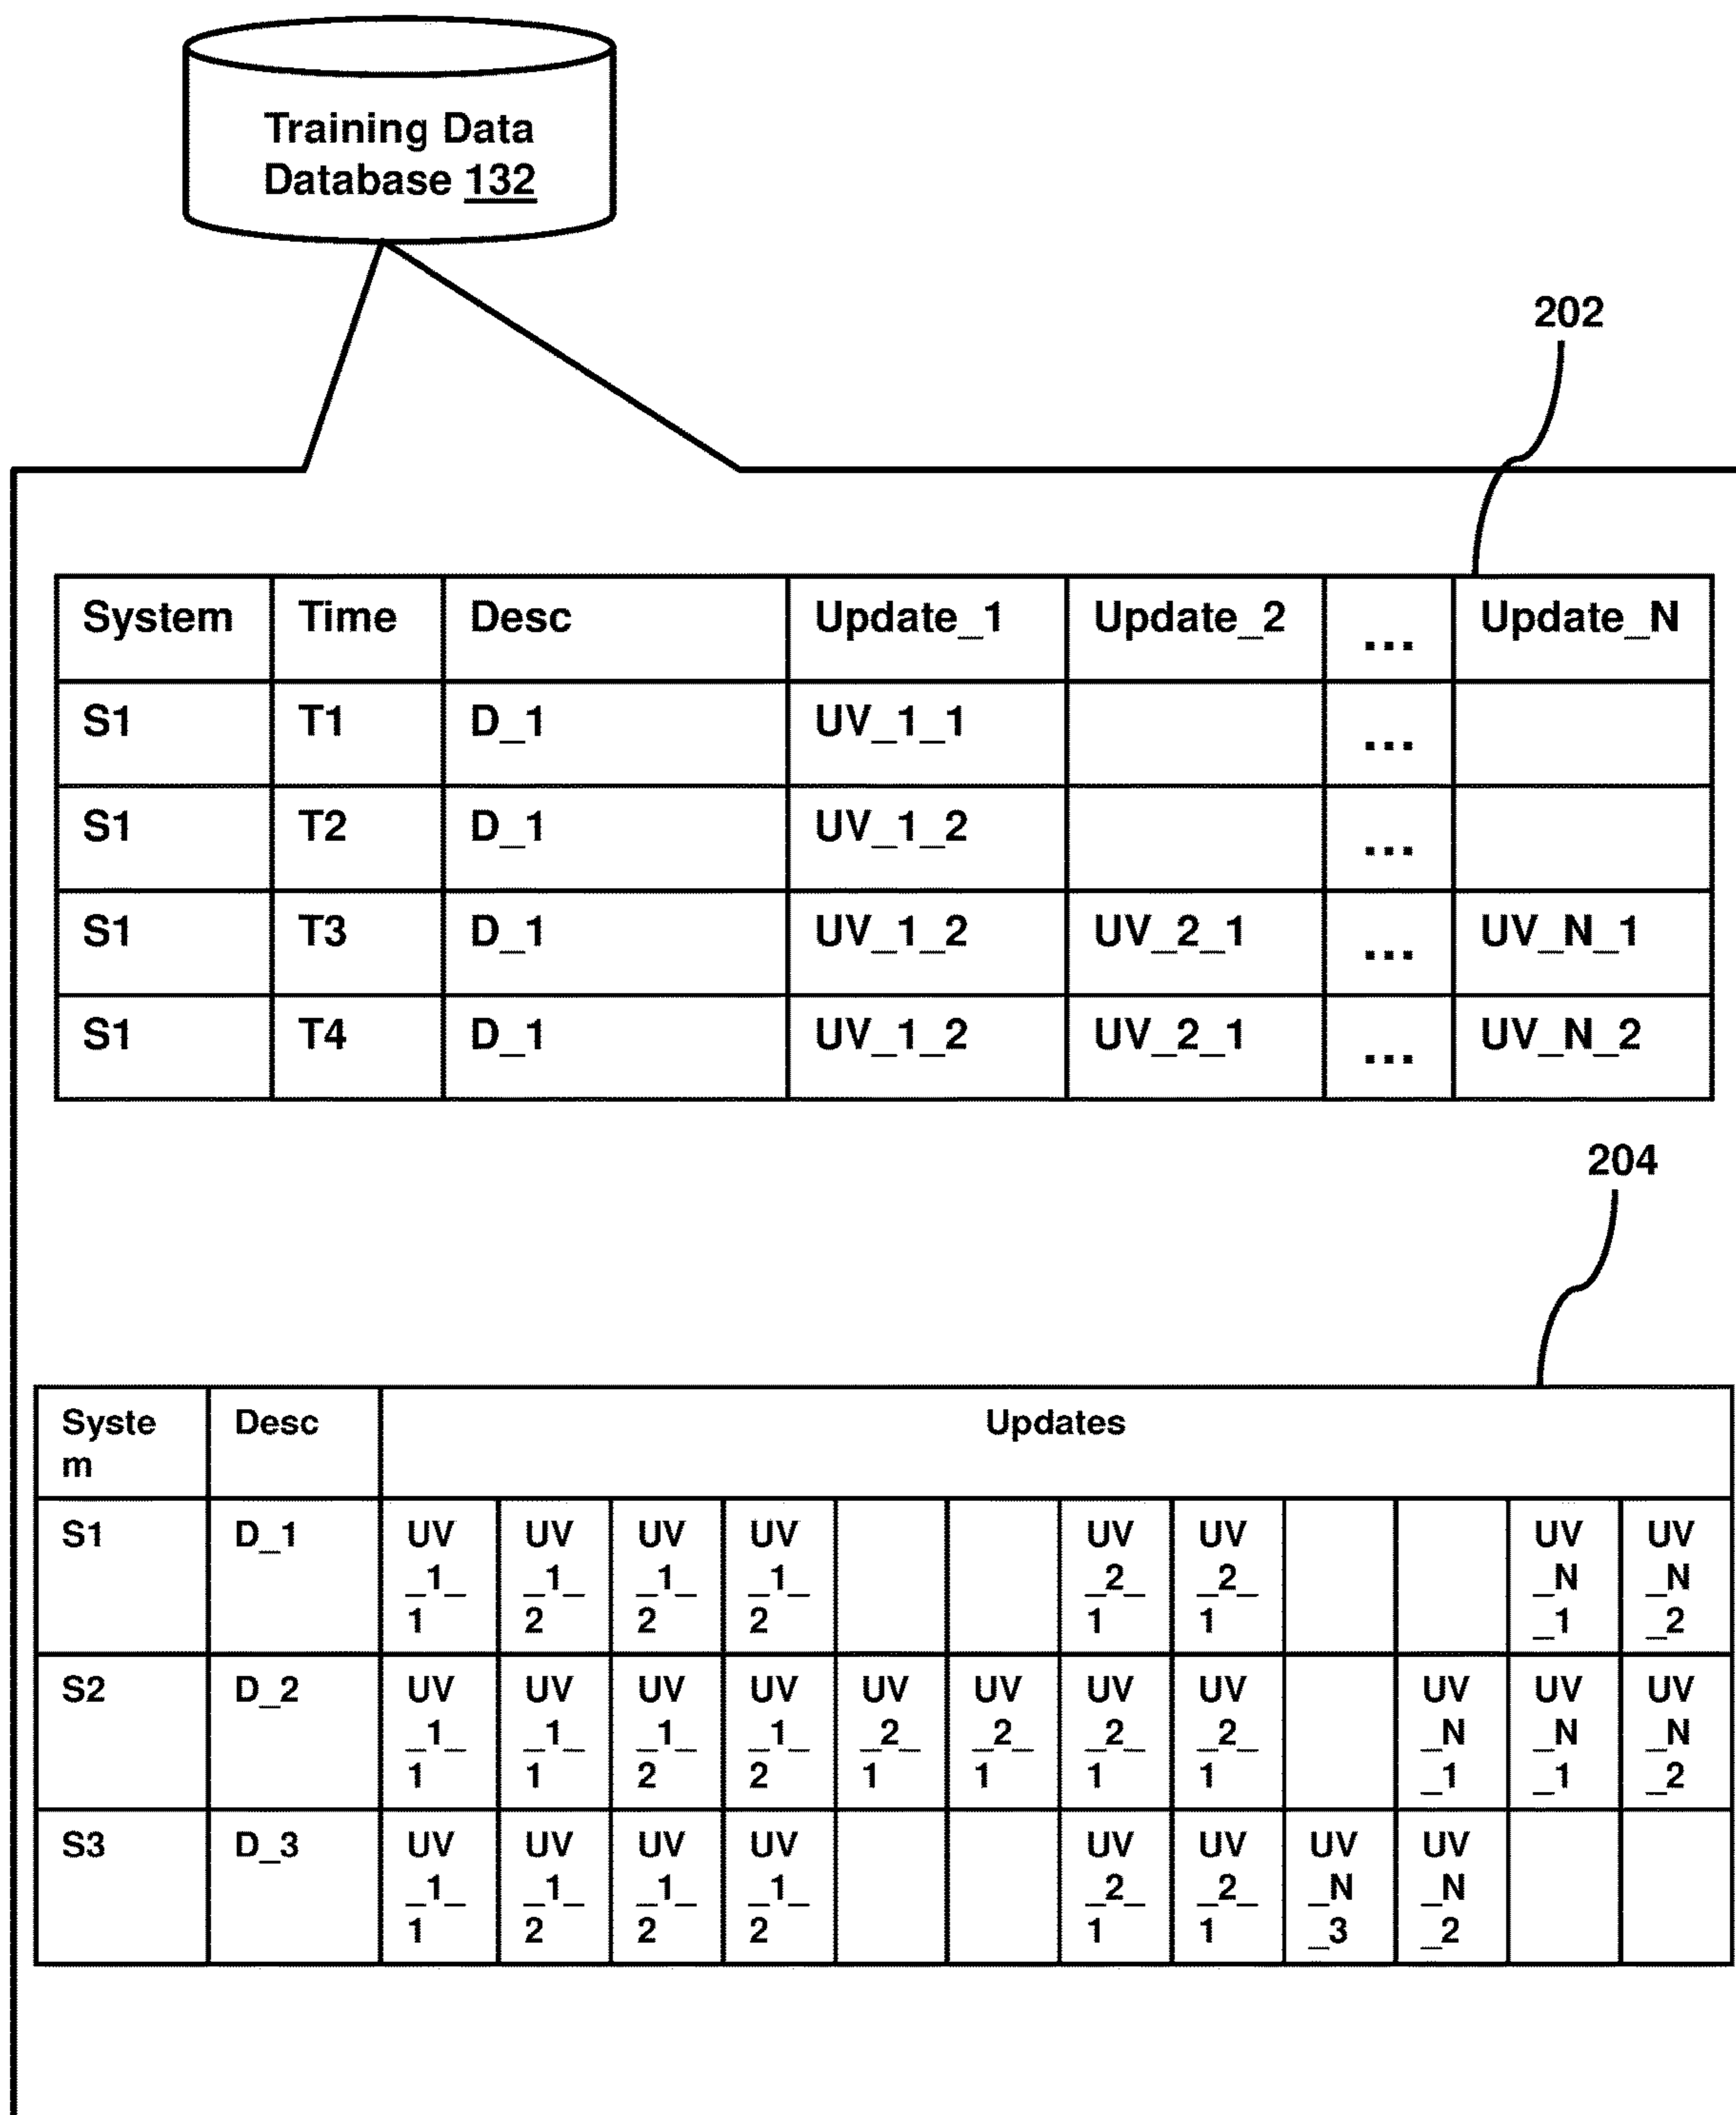 Training Data
Database 132
202
System Time Desc Update_1 Update_2 ... Update_N
S1 T1 D_1 UV_1_1 ...
S1 T2 D_1 UV_1_2 ...
S1 T3 D_1 UV_1_2 UV_2_1 ... UV_N_1
S1 T4 D_1 UV_1_2 UV_2_1 ... UV_N_2
204
Syste Desc Updates
m
S1 D_1 UV UV UV UV UV UV UV UV
_1_ _1_ _1_ _1_ _2_ _2_ _N _N
1 2 2 2 1 1 _1 _2
S2 D_2 UV UV UV UV UV UV UV UV UV UV UV
_1_ _1_ _1_ _1_ _2_ _2_ _2_ _2_ _N _N _N
1 1 2 2 1 1 1 1 _1 _1 _2
S3 D_3 UV UV UV UV UV UV UV UV
_1_ _1_ _1_ _1_ _2_ _2_ _N _N
1 2 2 2 1 1 _3 _2